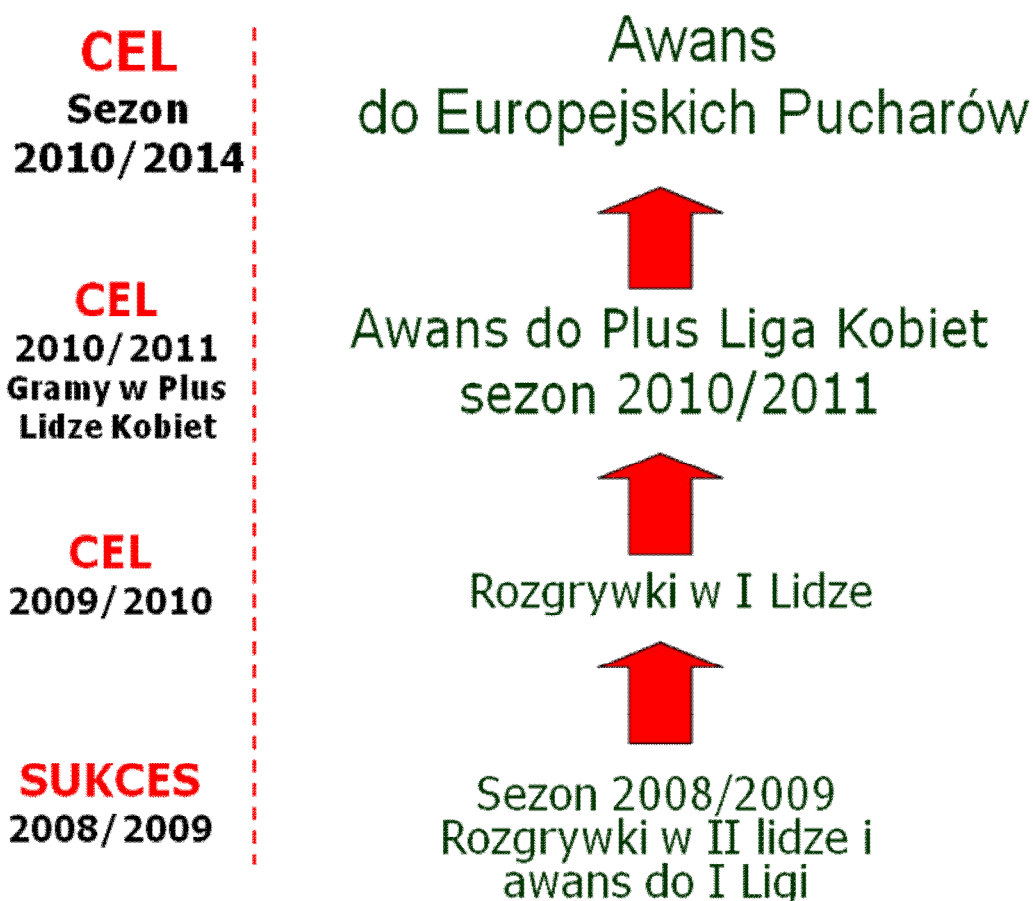 CEL
Sezon
2010/2014
Awans
do Europejskich Pucharów
CEL
2010/2011
Gramy w Plus
Lidze Kobiet
Awans do Plus Liga Kobiet
sezon 2010/2011
CEL
2009/2010
Rozgrywki w I Lidze
SUKCES
2008/2009
Sezon 2008/2009
Rozgrywki w II lidze i
awans do I Ligi